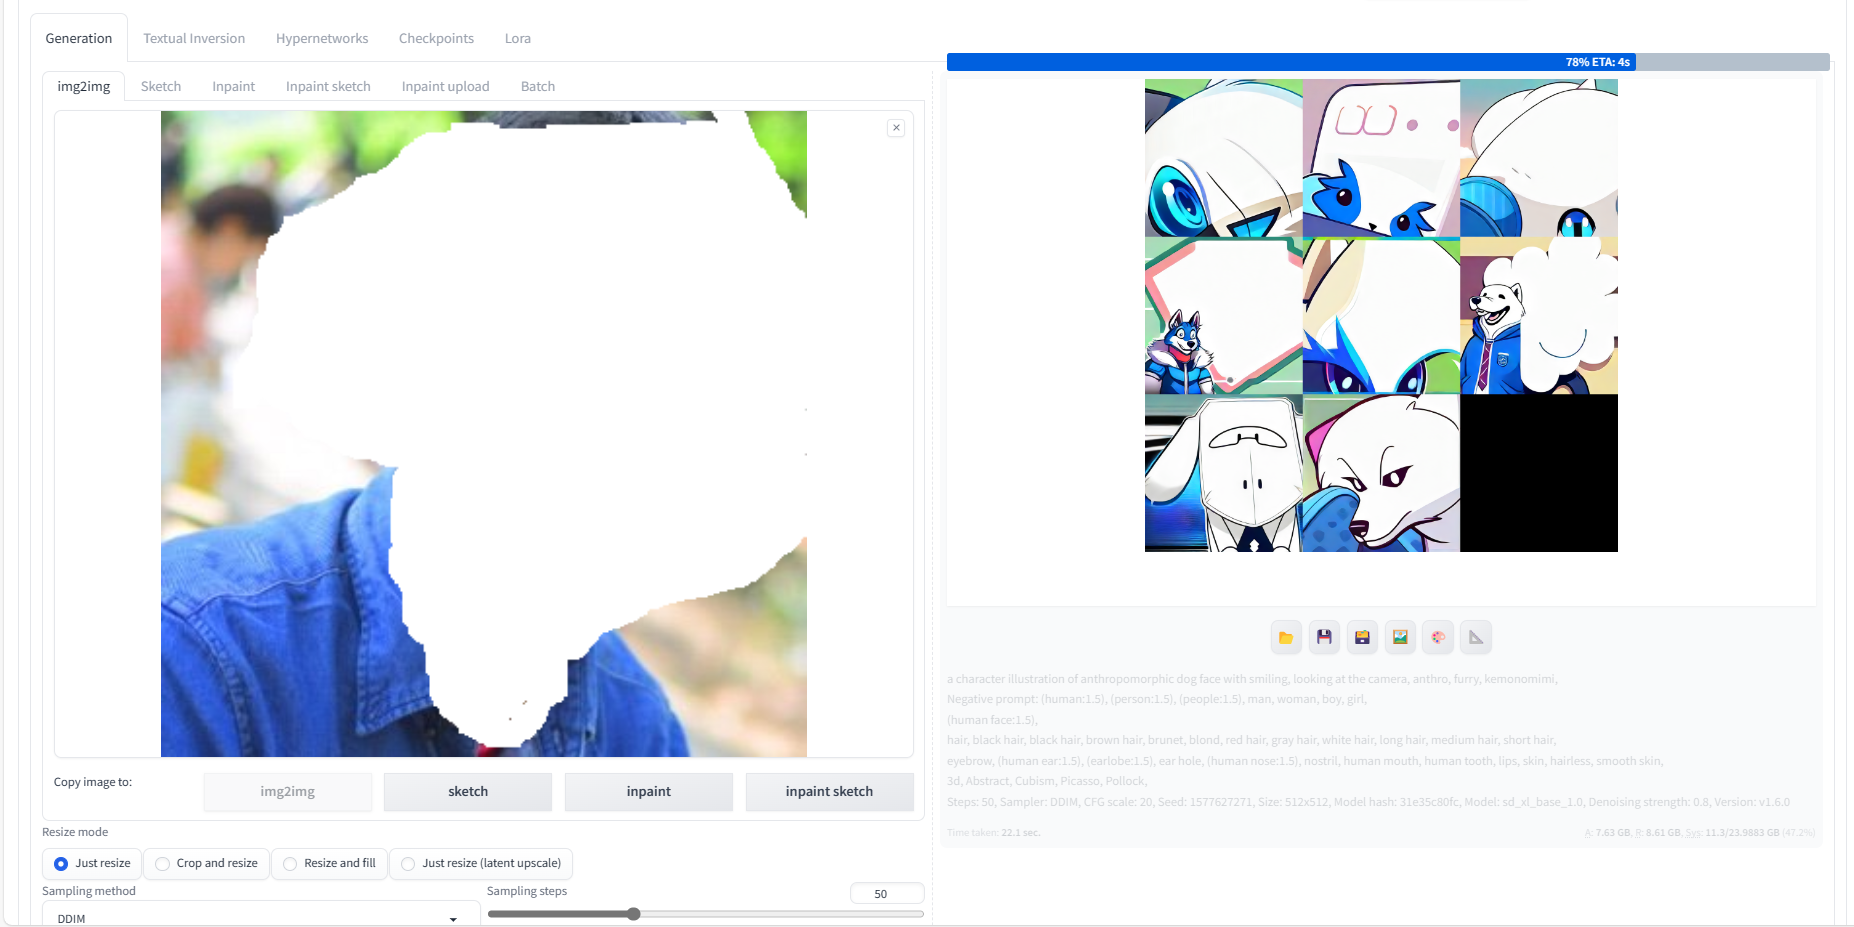 Generation Textual Inversion Hypernetworks Checkpoints Lora
78% ETA: 4s
img2img Sketch Inpaint Inpaint sketch Inpaint upload Batch
Copy image to: img2img sketch inpaint inpaint sketch
Resize mode
Just resize Crop and resize Resize and fill Just resize (latent upscale)
Sampling method
DDIM
Sampling steps
50
a character illustration of anthropomorphic dog face with smiling, looking at the camera, anthro, furry, kemonomimi,
Negative prompt: (human:1.5), (person:1.5), (people:1.5), man, woman, boy, girl,
(human face:1.5),
hair, black hair, black hair, brown hair, brunet, blond, red hair, gray hair, white hair, long hair, medium hair, short hair,
eyebrow, (human ear:1.5), (earlobe:1.5), ear hole, (human nose:1.5), nostril, human mouth, human tooth, lips, skin, hairless, smooth skin,
3d, Abstract, Cubism, Picasso, Pollock,
Steps: 50, Sampler: DDIM, CFG scale: 20, Seed: 1577627271, Size: 512x512, Model hash: 31e35c80fc, Model: sd_xl_base_1.0, Denoising strength: 0.8, Version: v1.6.0
Time taken: 22.1 sec.
A: 7.63 GB, R: 8.61 GB, Sys: 11.3/23.9883 GB (47.2%)